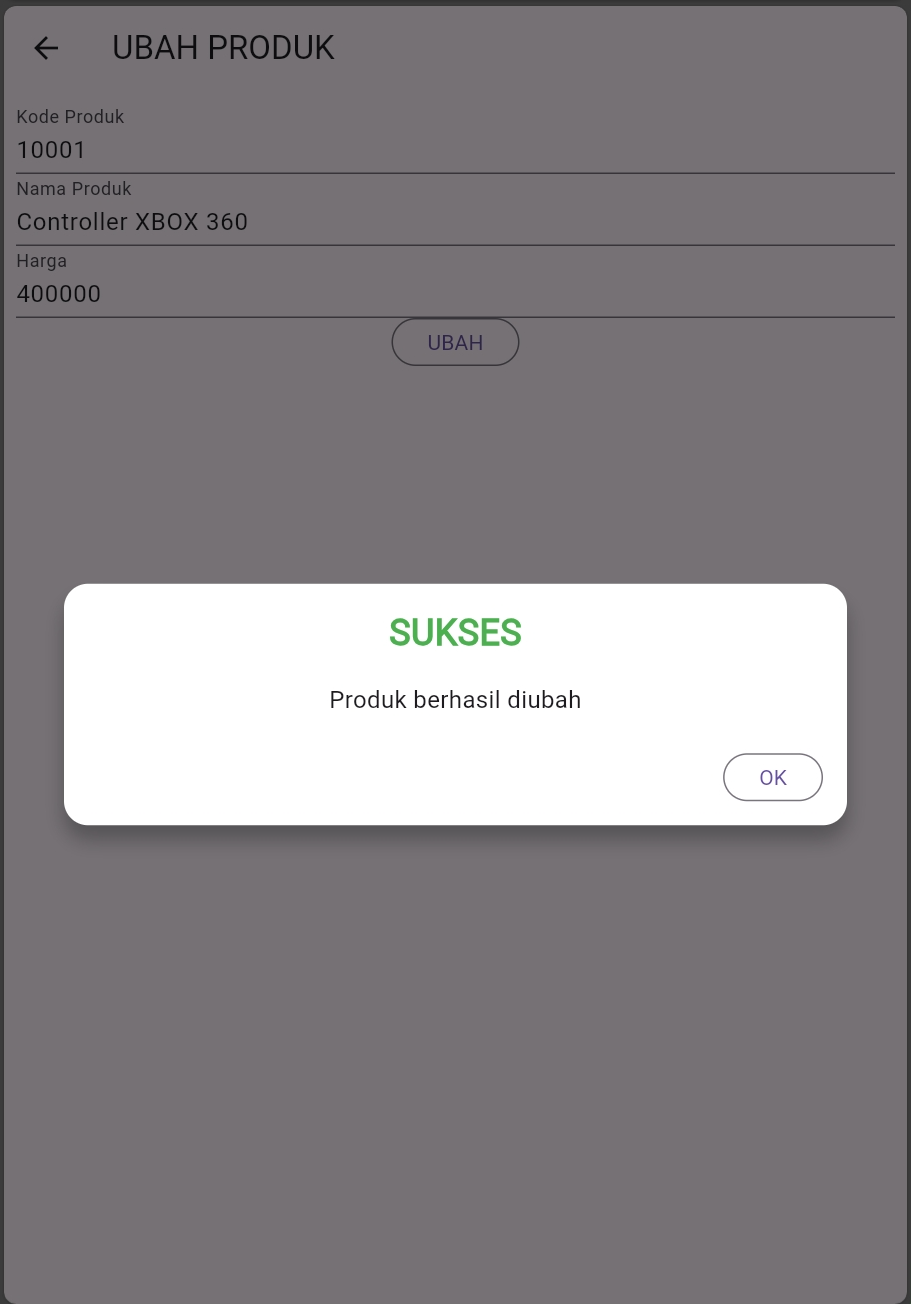 UBAH PRODUK
Kode Produk
10001
Nama Produk
Controller XBOX 360
Harga
400000
UBAH
SUKSES
Produk berhasil diubah
OK